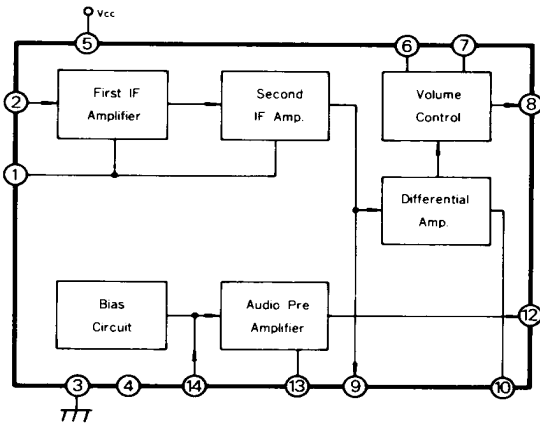 Vcc
5
6
7
2
First IF
Amplifier
Second
IF Amp.
Volume
Control
8
1
Differential
Amp.
Bias
Circuit
Audio Pre
Amplifier
12
3
4
14
13
9
10